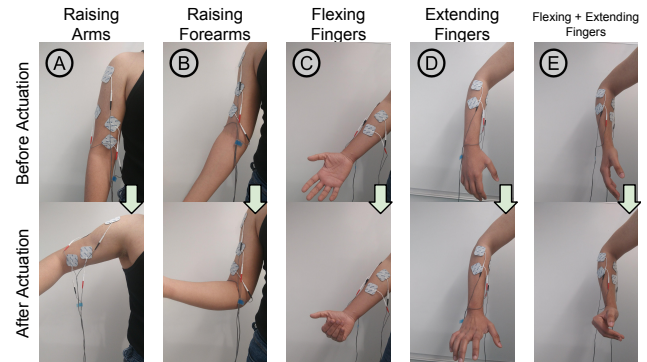 Raising
Arms
Raising
Forearms
Flexing
Fingers
Extending
Fingers
Flexing + Extending
Fingers
Before Actuation
A
B
C
D
E
After Actuation